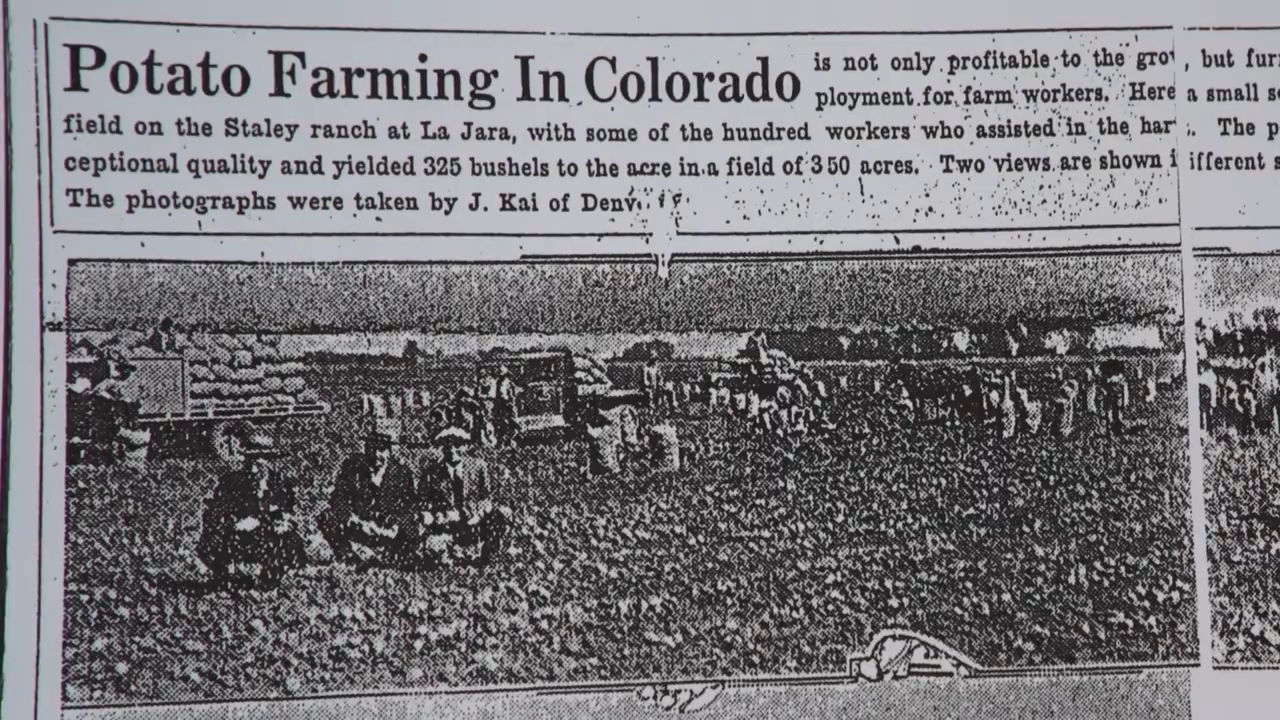 Potato Farming In Colorado is not only profitable to the grov , but fur
ployment for farm workers. Here a small s
field on the Staley ranch at La Jara, with some of the hundred workers who assisted in the har . The p
ceptional quality and yielded 325 bushels to the acre in a field of 350 acres. Two views are shown i ifferent s
The photographs were taken by J. Kai of Denv